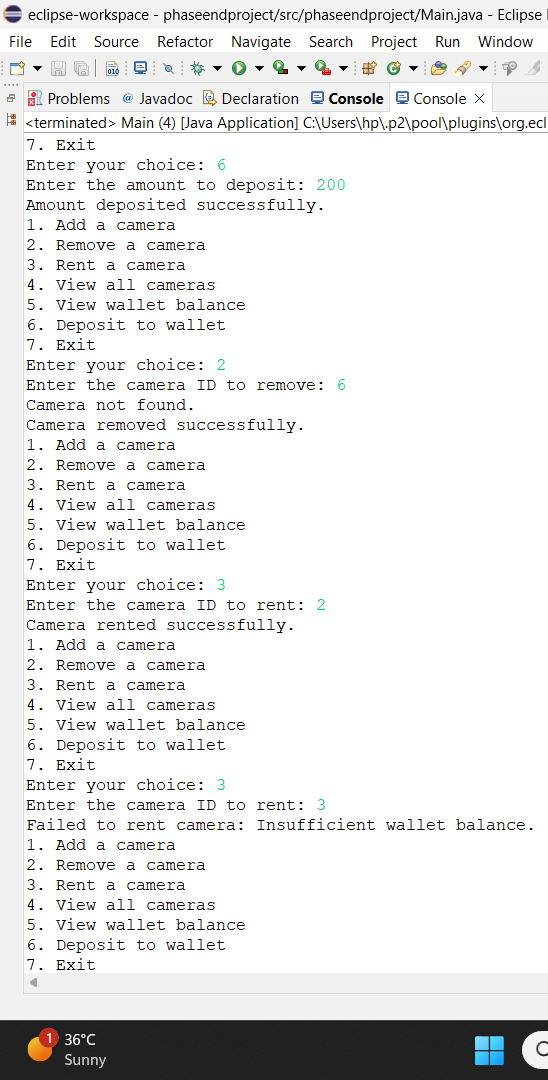 eclipse-workspace - phaseendproject/src/phaseendproject/Main.java - Eclipse
File Edit Source Refactor Navigate Search Project Run Window
Problems @ Javadoc Declaration Console Console
<terminated> Main (4) [Java Application] C:\Users\hp\.p2\pool\plugins\org.ecl
7. Exit
Enter your choice: 6
Enter the amount to deposit: 200
Amount deposited successfully.
1. Add a camera
2. Remove a camera
3. Rent a camera
4. View all cameras
5. View wallet balance
6. Deposit to wallet
7. Exit
Enter your choice: 2
Enter the camera ID to remove: 6
Camera not found.
Camera removed successfully.
1. Add a camera
2. Remove a camera
3. Rent a camera
4. View all cameras
5. View wallet balance
6. Deposit to wallet
7. Exit
Enter your choice: 3
Enter the camera ID to rent: 2
Camera rented successfully.
1. Add a camera
2. Remove a camera
3. Rent a camera
4. View all cameras
5. View wallet balance
6. Deposit to wallet
7. Exit
Enter your choice: 3
Enter the camera ID to rent: 3
Failed to rent camera: Insufficient wallet balance.
1. Add a camera
2. Remove a camera
3. Rent a camera
4. View all cameras
5. View wallet balance
6. Deposit to wallet
7. Exit
1
36°C
Sunny